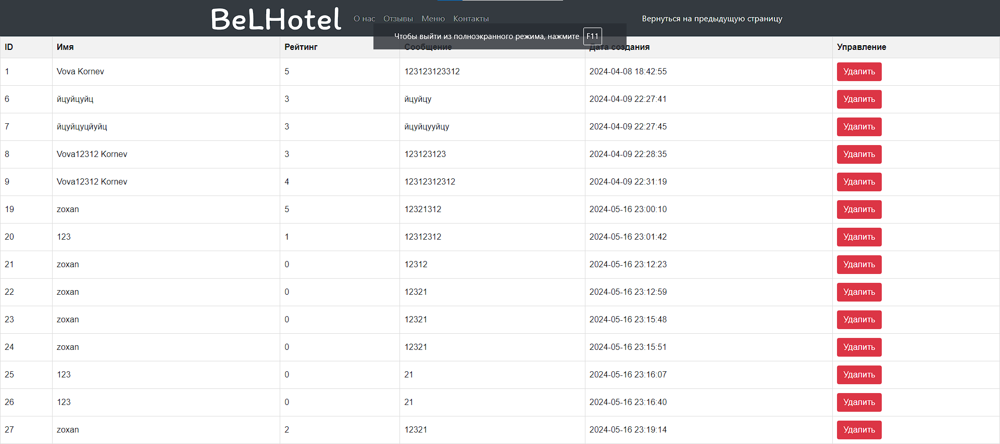 BeLHotel О нас Отзывы Меню Контакты Вернуться на предыдущую страницу
Чтобы выйти из полноэкранного режима, нажмите F11
ID Имя Рейтинг Сообщение Дата создания Управление
1 Vova Kornev 5 123123123312 2024-04-08 18:42:55 Удалить
6 йцуйцуйц 3 йцуйцу 2024-04-09 22:27:41 Удалить
7 йцуйцуцйуйц 3 йцуйцууйцу 2024-04-09 22:27:45 Удалить
8 Vova12312 Kornev 3 123123123 2024-04-09 22:28:35 Удалить
9 Vova12312 Kornev 4 12312312312 2024-04-09 22:31:19 Удалить
19 zoxan 5 12321312 2024-05-16 23:00:10 Удалить
20 123 1 12312312 2024-05-16 23:01:42 Удалить
21 zoxan 0 12312 2024-05-16 23:12:23 Удалить
22 zoxan 0 12321 2024-05-16 23:12:59 Удалить
23 zoxan 0 12321 2024-05-16 23:15:48 Удалить
24 zoxan 0 12321 2024-05-16 23:15:51 Удалить
25 123 0 21 2024-05-16 23:16:07 Удалить
26 123 0 21 2024-05-16 23:16:40 Удалить
27 zoxan 2 12321 2024-05-16 23:19:14 Удалить